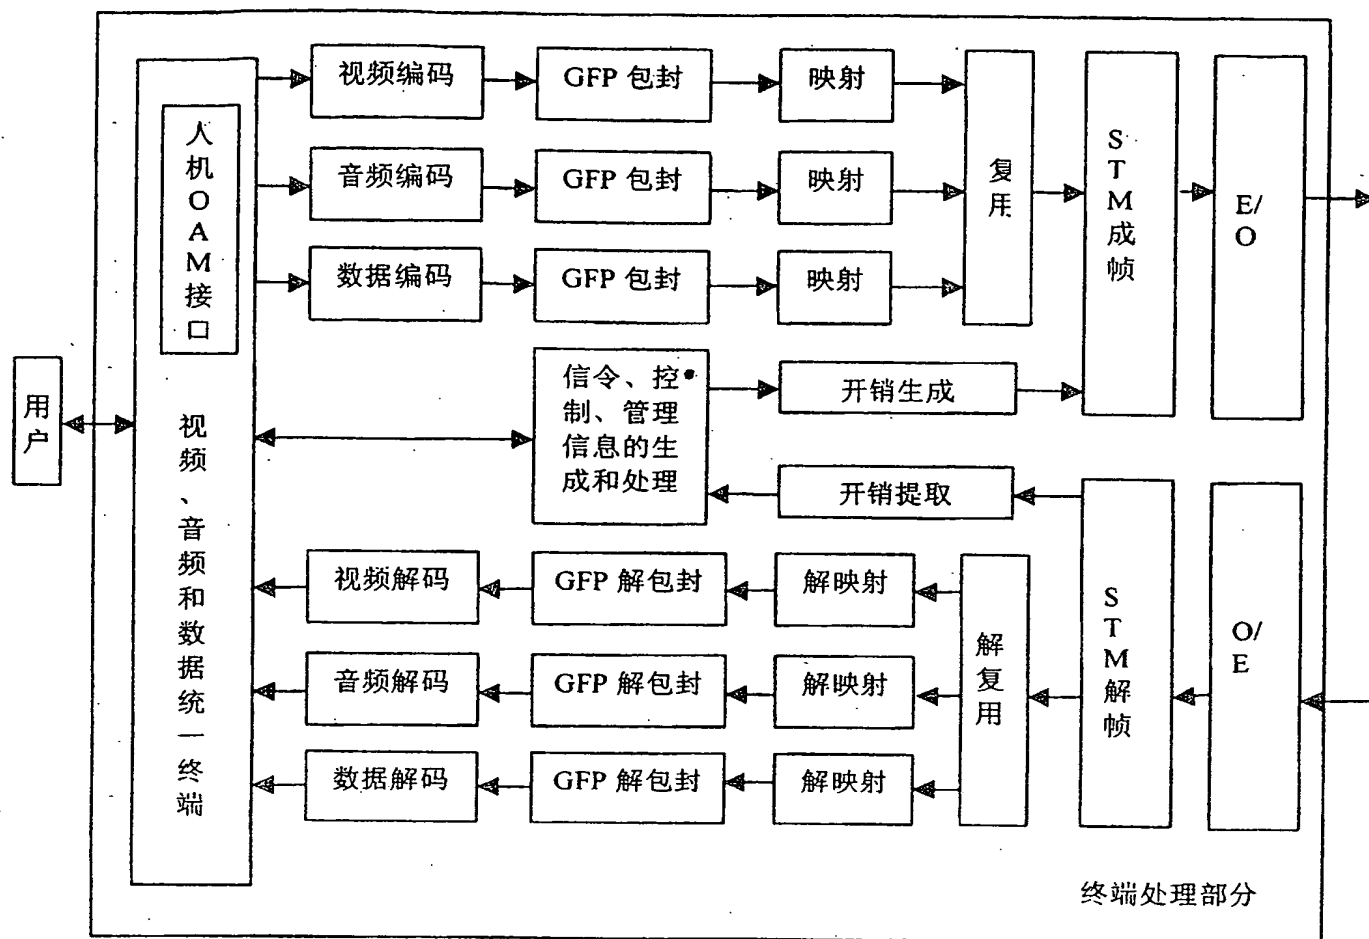 视频编码
GFP 包封
映射
音频编码
GFP 包封
映射
数据编码
GFP 包封
映射
复用
STM成帧
E/O
人机OAM接口
用户
视频、音频和数据统一终端
信令、控
制、管理
信息的生
成和处理
开销生成
开销提取
视频解码
GFP 解包封
解映射
音频解码
GFP 解包封
解映射
数据解码
GFP 解包封
解映射
解复用
STM解帧
O/E
终端处理部分